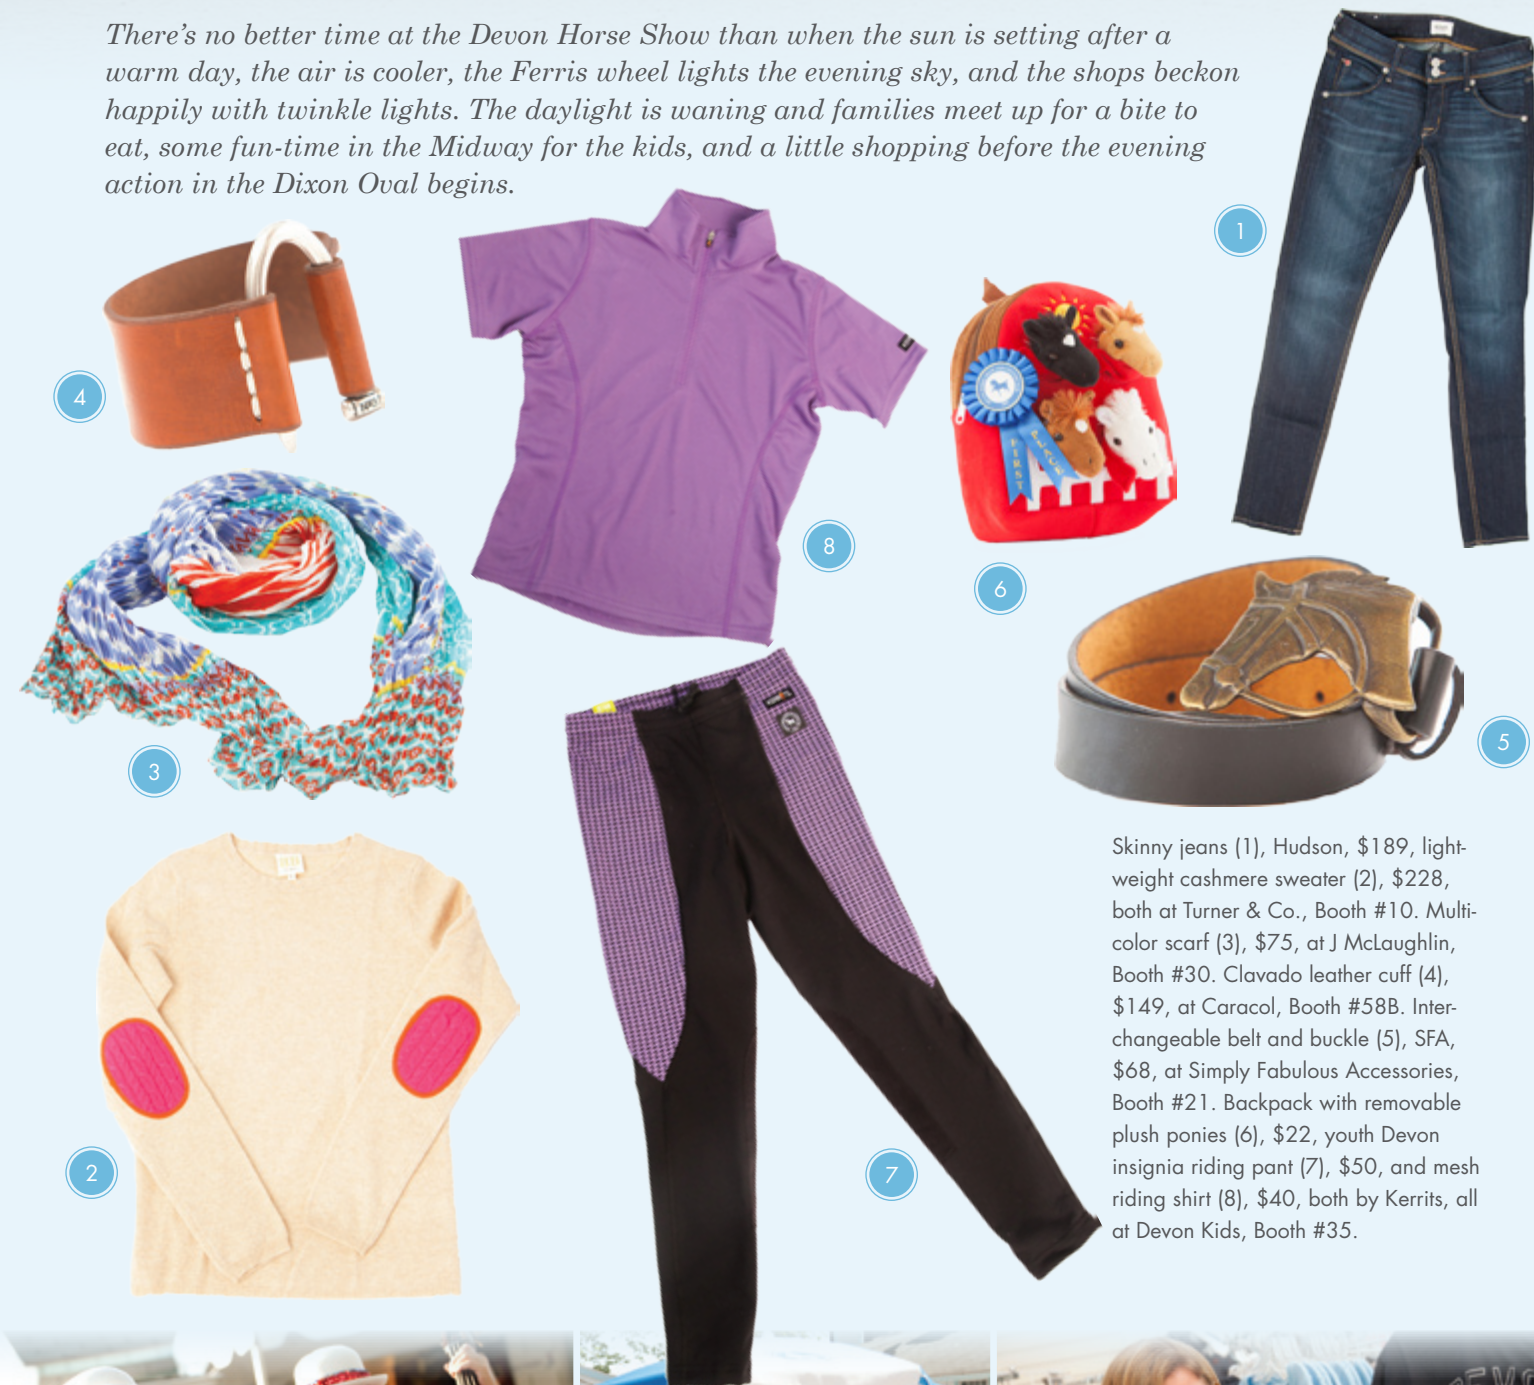 There’s no better time at the Devon Horse Show than when the sun is setting after a
warm day, the air is cooler, the Ferris wheel lights the evening sky, and the shops beckon
happily with twinkle lights. The daylight is waning and families meet up for a bite to
eat, some fun-time in the Midway for the kids, and a little shopping before the evening
action in the Dixon Oval begins.
1
4
8
6
FIRST
PLACE
3
5
2
7
Skinny jeans (1), Hudson, $189, light-
weight cashmere sweater (2), $228,
both at Turner & Co., Booth #10. Multi-
color scarf (3), $75, at J McLaughlin,
Booth #30. Clavado leather cuff (4),
$149, at Caracol, Booth #58B. Inter-
changeable belt and buckle (5), SFA,
$68, at Simply Fabulous Accessories,
Booth #21. Backpack with removable
plush ponies (6), $22, youth Devon
insignia riding pant (7), $50, and mesh
riding shirt (8), $40, both by Kerrits, all
at Devon Kids, Booth #35.